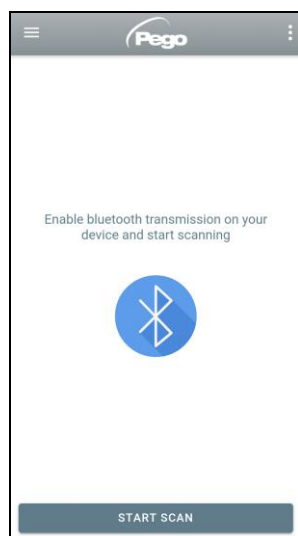 Pego
Enable bluetooth transmission on your
device and start scanning
START SCAN